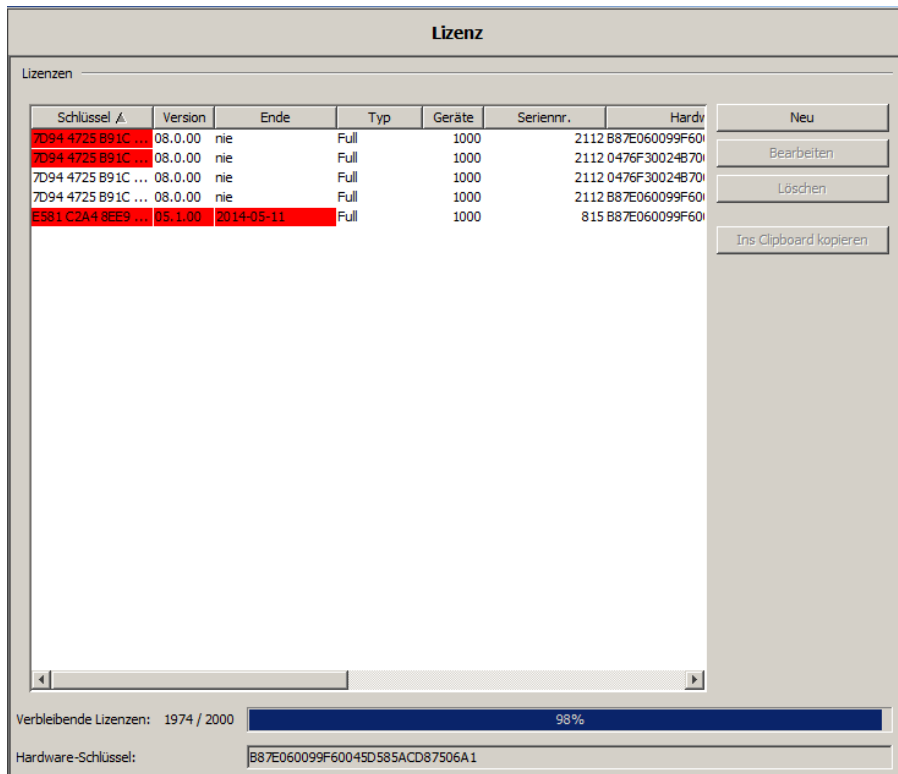 Lizenz
Lizenzen
Schlüssel Version Ende Typ Geräte Seriennr. Hardw
7D94 4725 B91C ... 08.0.00 nie Full 1000 2112 B87E060099F60
7D94 4725 B91C ... 08.0.00 nie Full 1000 2112 0476F30024B70
7D94 4725 B91C ... 08.0.00 nie Full 1000 2112 0476F30024B70
7D94 4725 B91C ... 08.0.00 nie Full 1000 2112 B87E060099F60
E581 C2A4 8EE9 ... 05.1.00 2014-05-11 Full 1000 815 B87E060099F60
Neu
Bearbeiten
Löschen
Ins Clipboard kopieren
Verbleibende Lizenzen: 1974 / 2000 98%
Hardware-Schlüssel: B87E060099F60045D585ACD87506A1